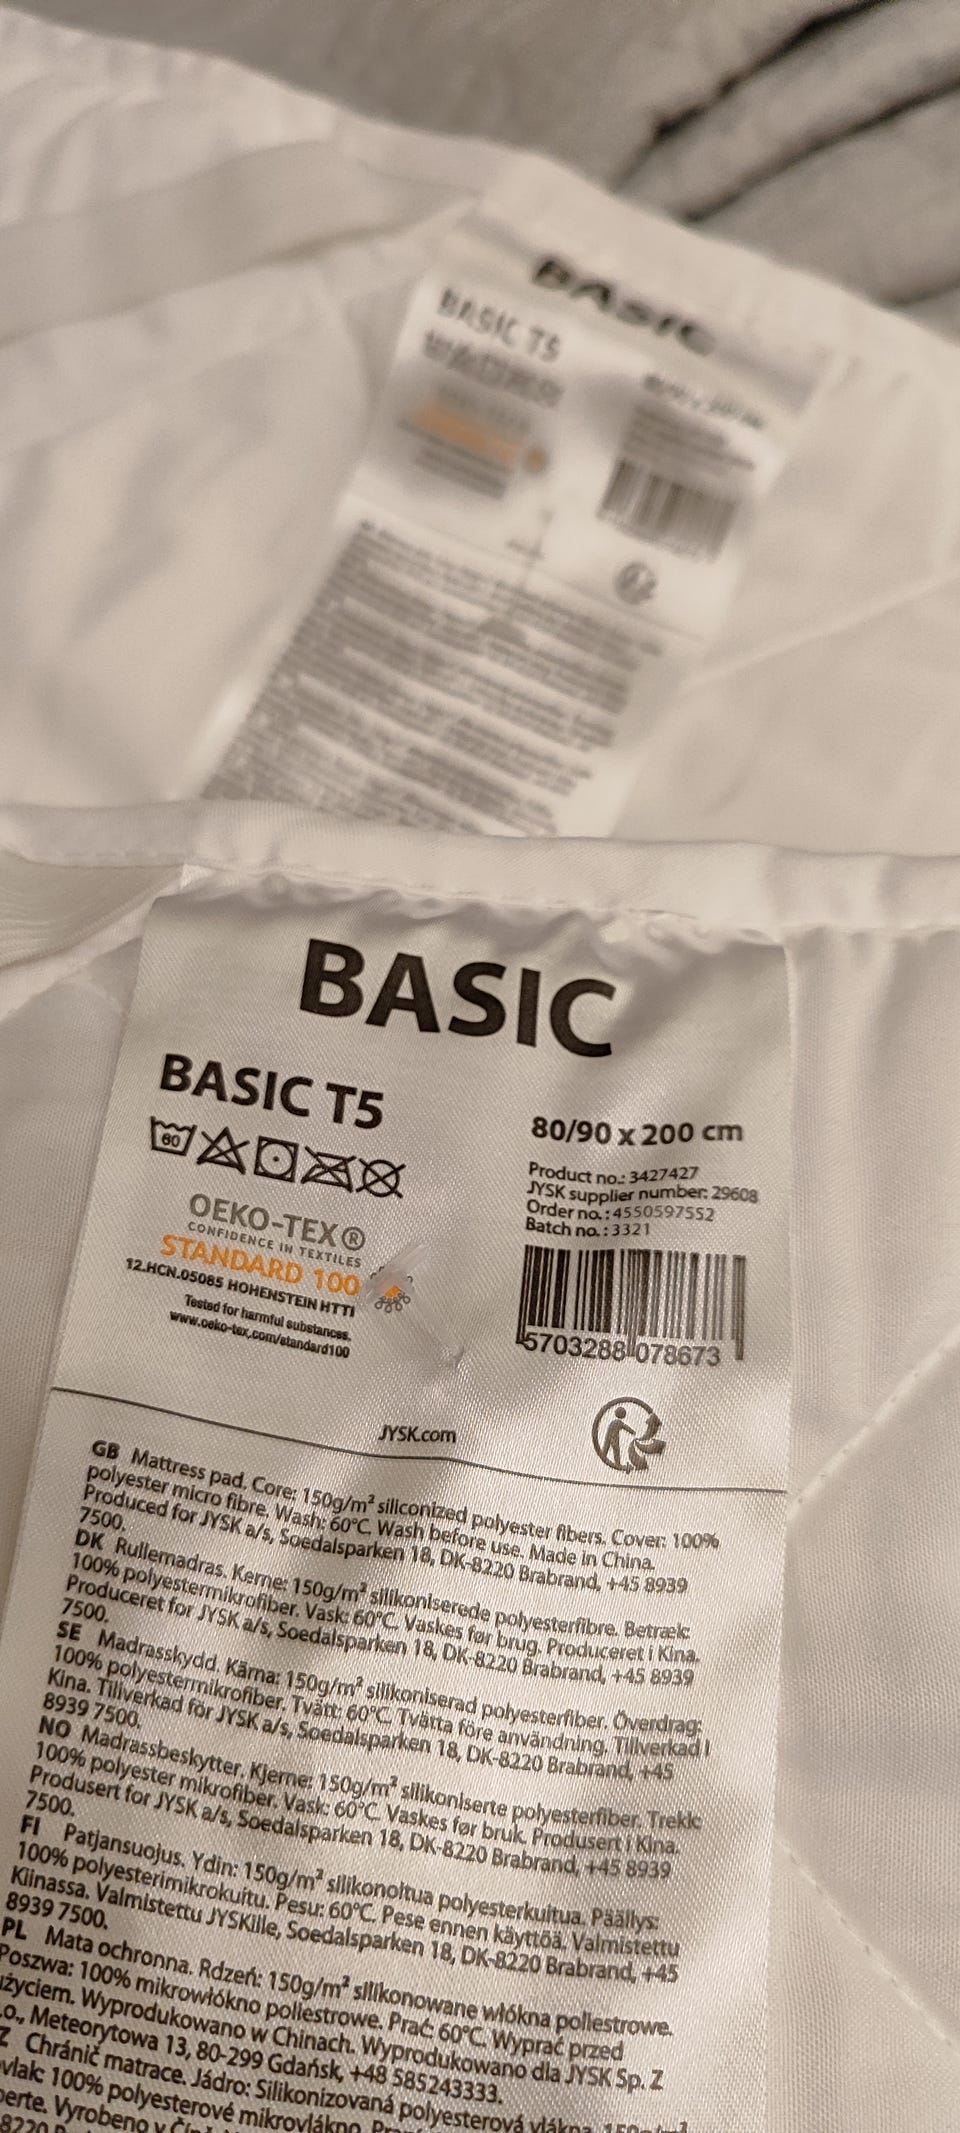 BASIC
BASIC T5
BASIC
BASIC T5
60
80/90 x 200 cm
Product no.: 3427427
JYSK supplier number: 29608
Order no.: 4550597552
Batch no.: 3321
OEKO-TEX®
CONFIDENCE IN TEXTILES
STANDARD 100
12.HCN.05085 HOHENSTEIN HTTI
Tested for harmful substances.
www.oeko-tex.com/standard100
5703288 078673
JYSK.com
GB Mattress pad. Core: 150g/m² siliconized polyester fibers. Cover: 100%
polyester micro fibre. Wash: 60°C. Wash before use. Made in China.
Produced for JYSK a/s, Soedalsparken 18, DK-8220 Brabrand, +45 8939
7500.
DK Rullemadras. Kerne: 150g/m² silikoniserede polyesterfibre. Betræk:
100% polyestermikrofiber. Vask: 60°C. Vaskes før brug. Produceret i Kina.
Produceret for JYSK a/s, Soedalsparken 18, DK-8220 Brabrand, +45 8939
7500.
SE Madrasskydd. Kärna: 150g/m² silikoniserad polyesterfiber. Överdrag:
100% polyestermikrofiber. Tvätt: 60°C. Tvätta före användning. Tillverkad i
Kina. Tillverkad för JYSK a/s, Soedalsparken 18, DK-8220 Brabrand, +45
8939 7500.
NO Madrassbeskytter. Kjerne: 150g/m² silikoniserte polyesterfiber. Trekk:
100% polyester mikrofiber. Vask: 60°C. Vaskes før bruk. Produsert i Kina.
Produsert for JYSK a/s, Soedalsparken 18, DK-8220 Brabrand, +45 8939
7500.
FI Patjansuojus. Ydin: 150g/m² silikonoitua polyesterkuitua. Päällys:
100% polyesterimikrokuitu. Pesu: 60°C. Pese ennen käyttöä. Valmistettu
Kiinassa. Valmistettu JYSKille, Soedalsparken 18, DK-8220 Brabrand, +45
8939 7500.
PL Mata ochronna. Rdzeń: 150g/m² silikonowane włókna poliestrowe.
Poszwa: 100% mikrowłókno poliestrowe. Prać: 60°C. Wyprać przed
użyciem. Wyprodukowano w Chinach. Wyprodukowano dla JYSK Sp. Z
.o., Meteorytowa 13, 80-299 Gdańsk, +48 585243333.
Z Chránič matrace. Jádro: Silikonizovaná polyesterová vlákna 150g/m²
vlak: 100% polyesterové mikrovlákno.
perte. Vyrobeno v
8220